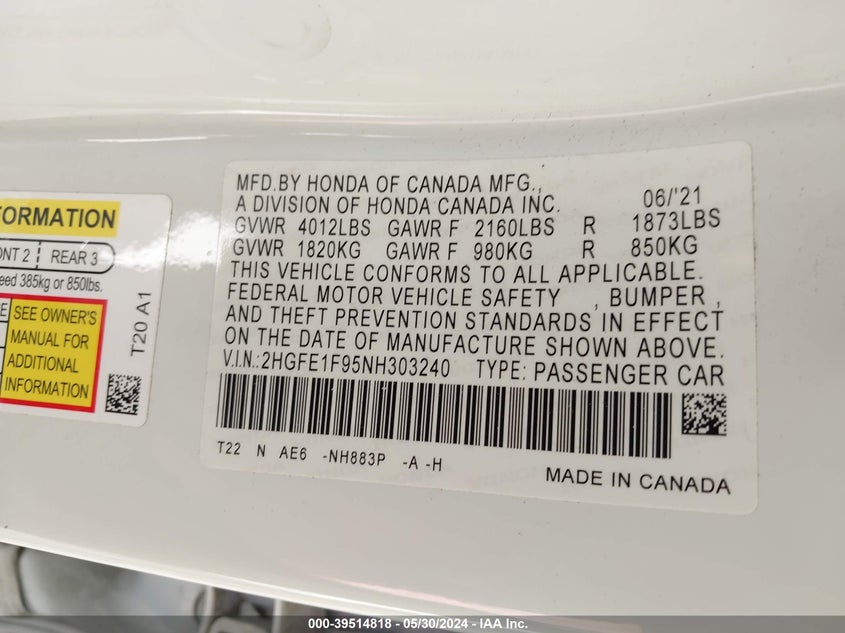 FORMATION
ONT 2 | REAR 3
eed 385kg or 850lbs.
E SEE OWNER'S
MANUAL FOR
ADDITIONAL
INFORMATION
T20 A1
MFD.BY HONDA OF CANADA MFG.,
A DIVISION OF HONDA CANADA INC. 06/'21
GVWR 4012LBS GAWR F 2160LBS R 1873LBS
GVWR 1820KG GAWR F 980KG R 850KG
THIS VEHICLE CONFORMS TO ALL APPLICABLE.
FEDERAL MOTOR VEHICLE SAFETY , BUMPER ,
AND THEFT PREVENTION STANDARDS IN EFFECT
ON THE DATE OF MANUFACTURE SHOWN ABOVE.
V.I.N.:2HGFE1F95NH303240 TYPE: PASSENGER CAR
T22 N AE6 -NH883P -A -H
MADE IN CANADA
000-39514818 - 05/30/2024 - IAA Inc.